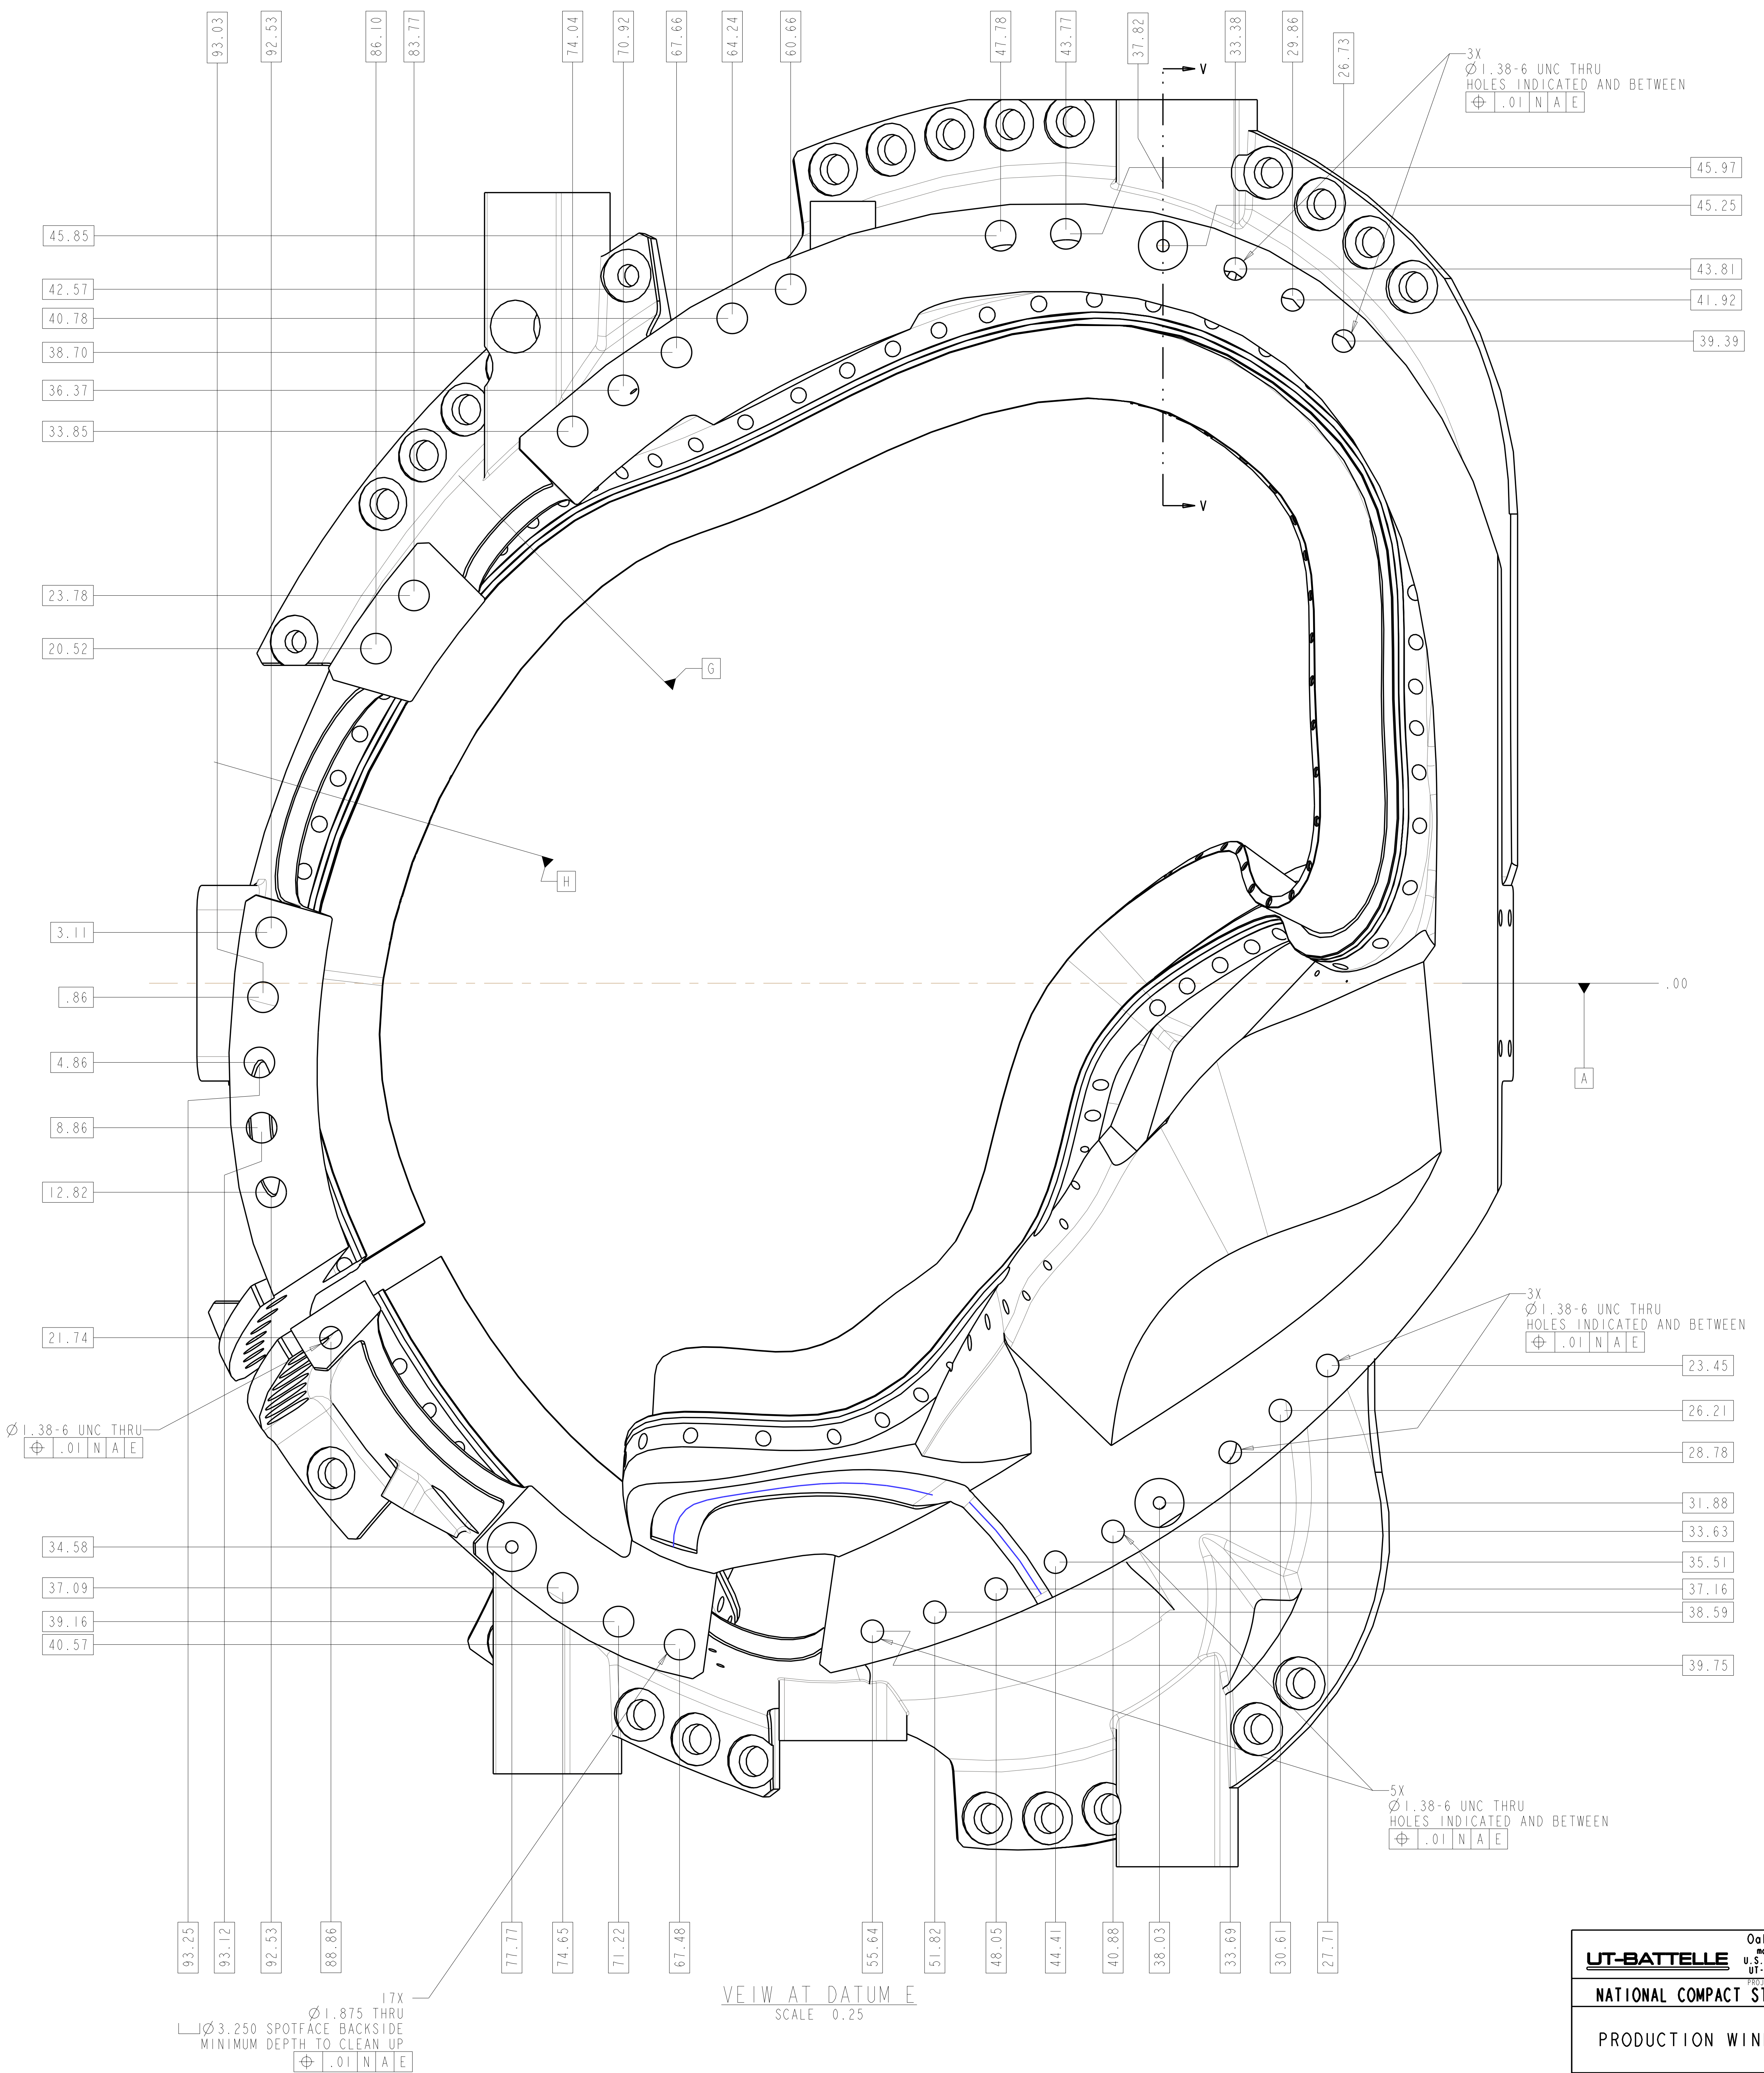 93.03
92.53
86.10
83.77
74.04
70.92
67.66
64.24
60.66
47.78
43.77
37.82
33.38
29.86
26.73
V
3X
Ø1.38-6 UNC THRU
HOLES INDICATED AND BETWEEN
⌖ .01 N A E
45.97
45.25
45.85
43.81
42.57
41.92
40.78
39.39
38.70
36.37
33.85
V
23.78
20.52
G
H
3.11
.00
.86
4.86
A
8.86
12.82
3X
Ø1.38-6 UNC THRU
HOLES INDICATED AND BETWEEN
⌖ .01 N A E
21.74
23.45
26.21
Ø1.38-6 UNC THRU
⌖ .01 N A E
28.78
31.88
33.63
34.58
35.51
37.09
37.16
38.59
39.16
40.57
39.75
5X
Ø1.38-6 UNC THRU
HOLES INDICATED AND BETWEEN
⌖ .01 N A E
93.25
93.12
92.53
88.86
77.77
74.65
71.22
67.48
55.64
51.82
48.05
44.41
40.88
38.03
33.69
30.61
27.71
17X
Ø1.875 THRU
⌴Ø3.250 SPOTFACE BACKSIDE
MINIMUM DEPTH TO CLEAN UP
⌖ .01 N A E
VEIW AT DATUM E
SCALE 0.25
UT-BATTELLE
Oa
U.S.
UT-
PROJ
NATIONAL COMPACT ST
PRODUCTION WIN